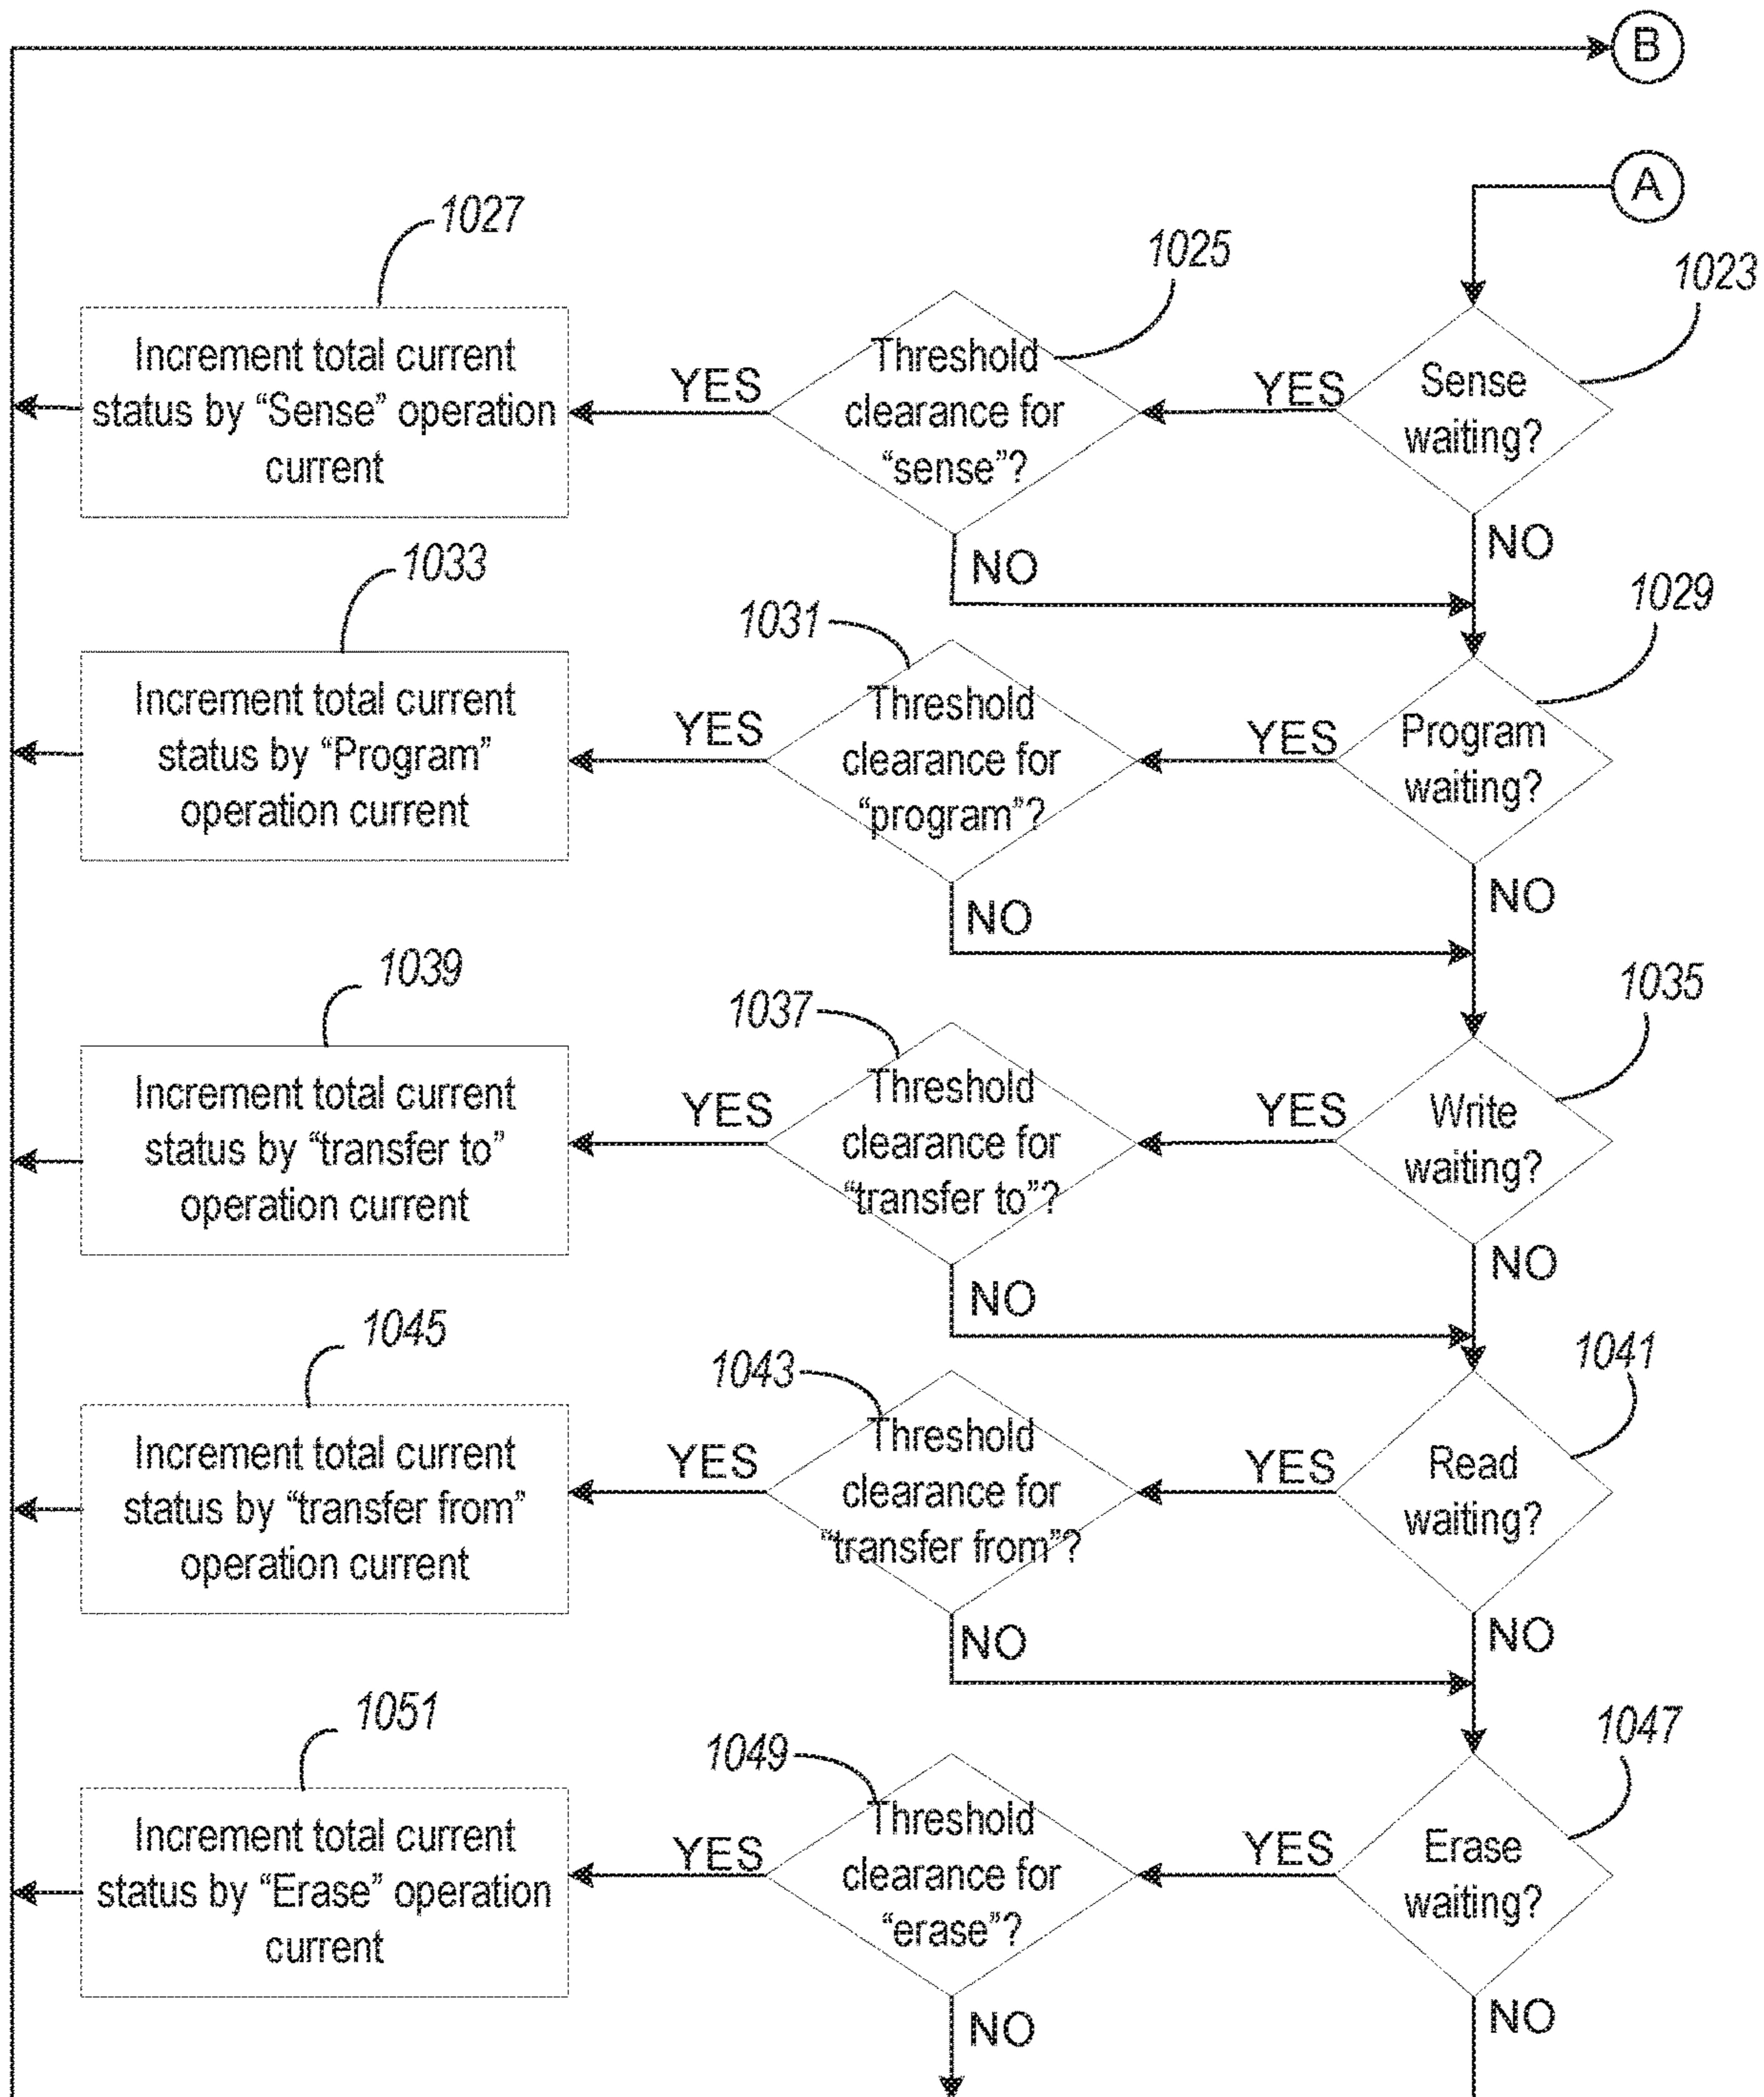 B
A
1027
1025
1023
Increment total current
status by “Sense” operation
current
YES
Threshold
clearance for
“sense”?
YES
Sense
waiting?
NO
NO
1033
1031
1029
Increment total current
status by “Program”
operation current
YES
Threshold
clearance for
“program”?
YES
Program
waiting?
NO
NO
1039
1037
1035
Increment total current
status by “transfer to”
operation current
YES
Threshold
clearance for
“transfer to”?
YES
Write
waiting?
NO
NO
1045
1043
1041
Increment total current
status by “transfer from”
operation current
YES
Threshold
clearance for
“transfer from”?
YES
Read
waiting?
NO
NO
1051
1049
1047
Increment total current
status by “Erase” operation
current
YES
Threshold
clearance for
“erase”?
YES
Erase
waiting?
NO
NO